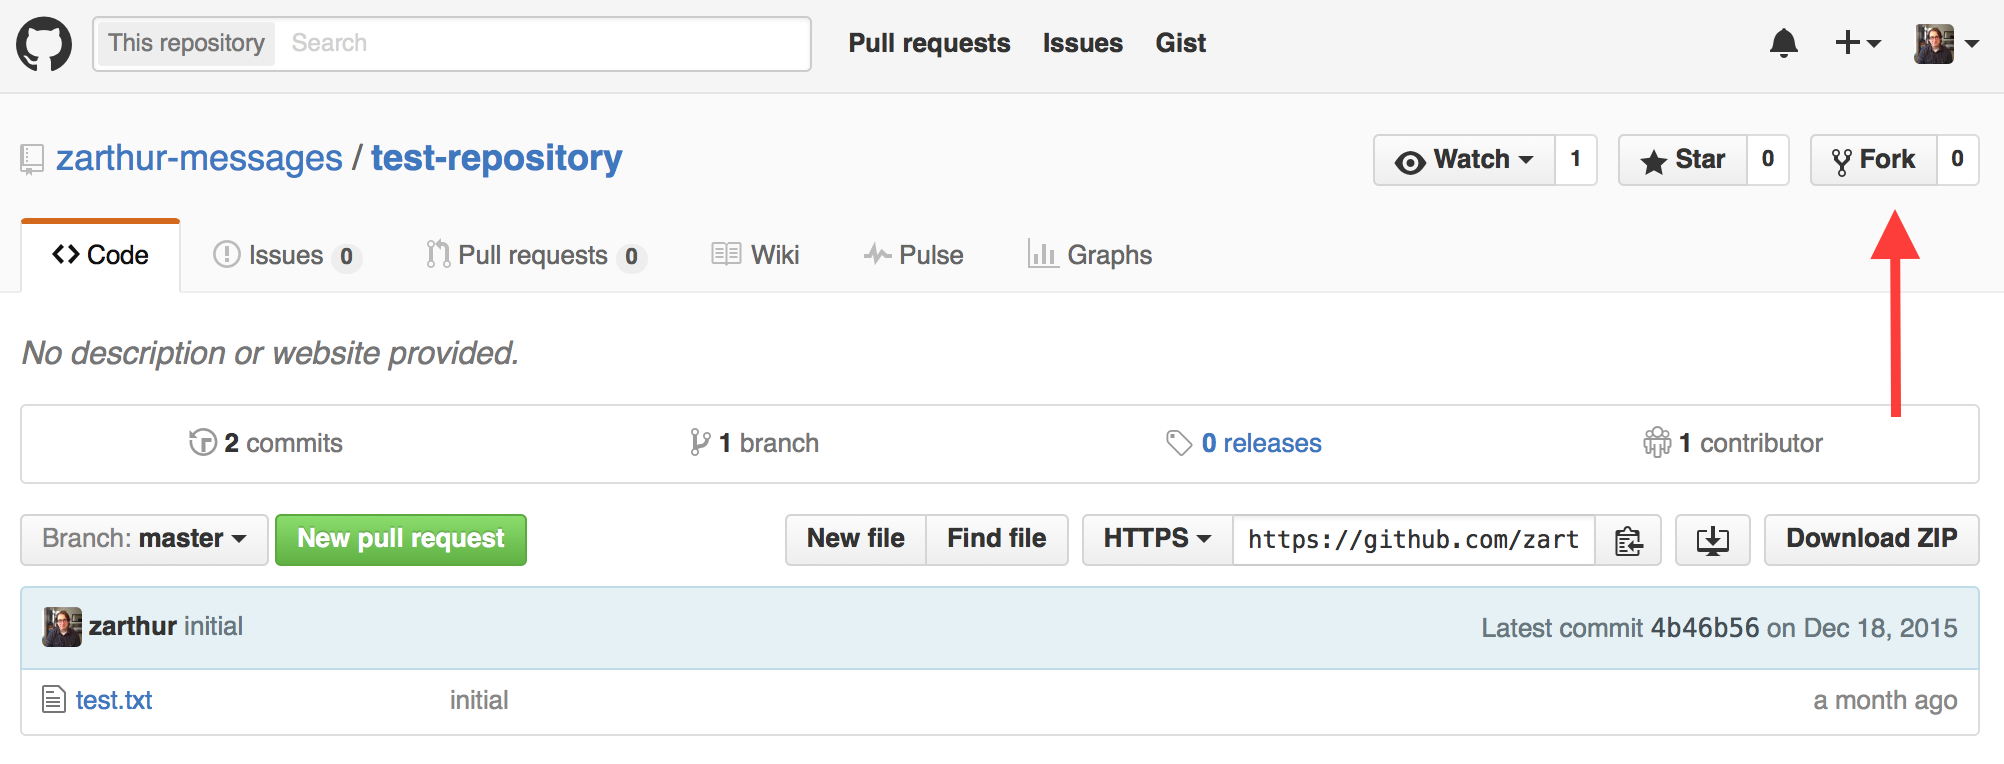 This repository Search Pull requests Issues Gist
zarthur-messages / test-repository Watch 1 Star 0 Fork 0
Code Issues 0 Pull requests 0 Wiki Pulse Graphs
No description or website provided.
2 commits 1 branch 0 releases 1 contributor
Branch: master New pull request New file Find file HTTPS https://github.com/zart Download ZIP
zarthur initial Latest commit 4b46b56 on Dec 18, 2015
test.txt initial a month ago